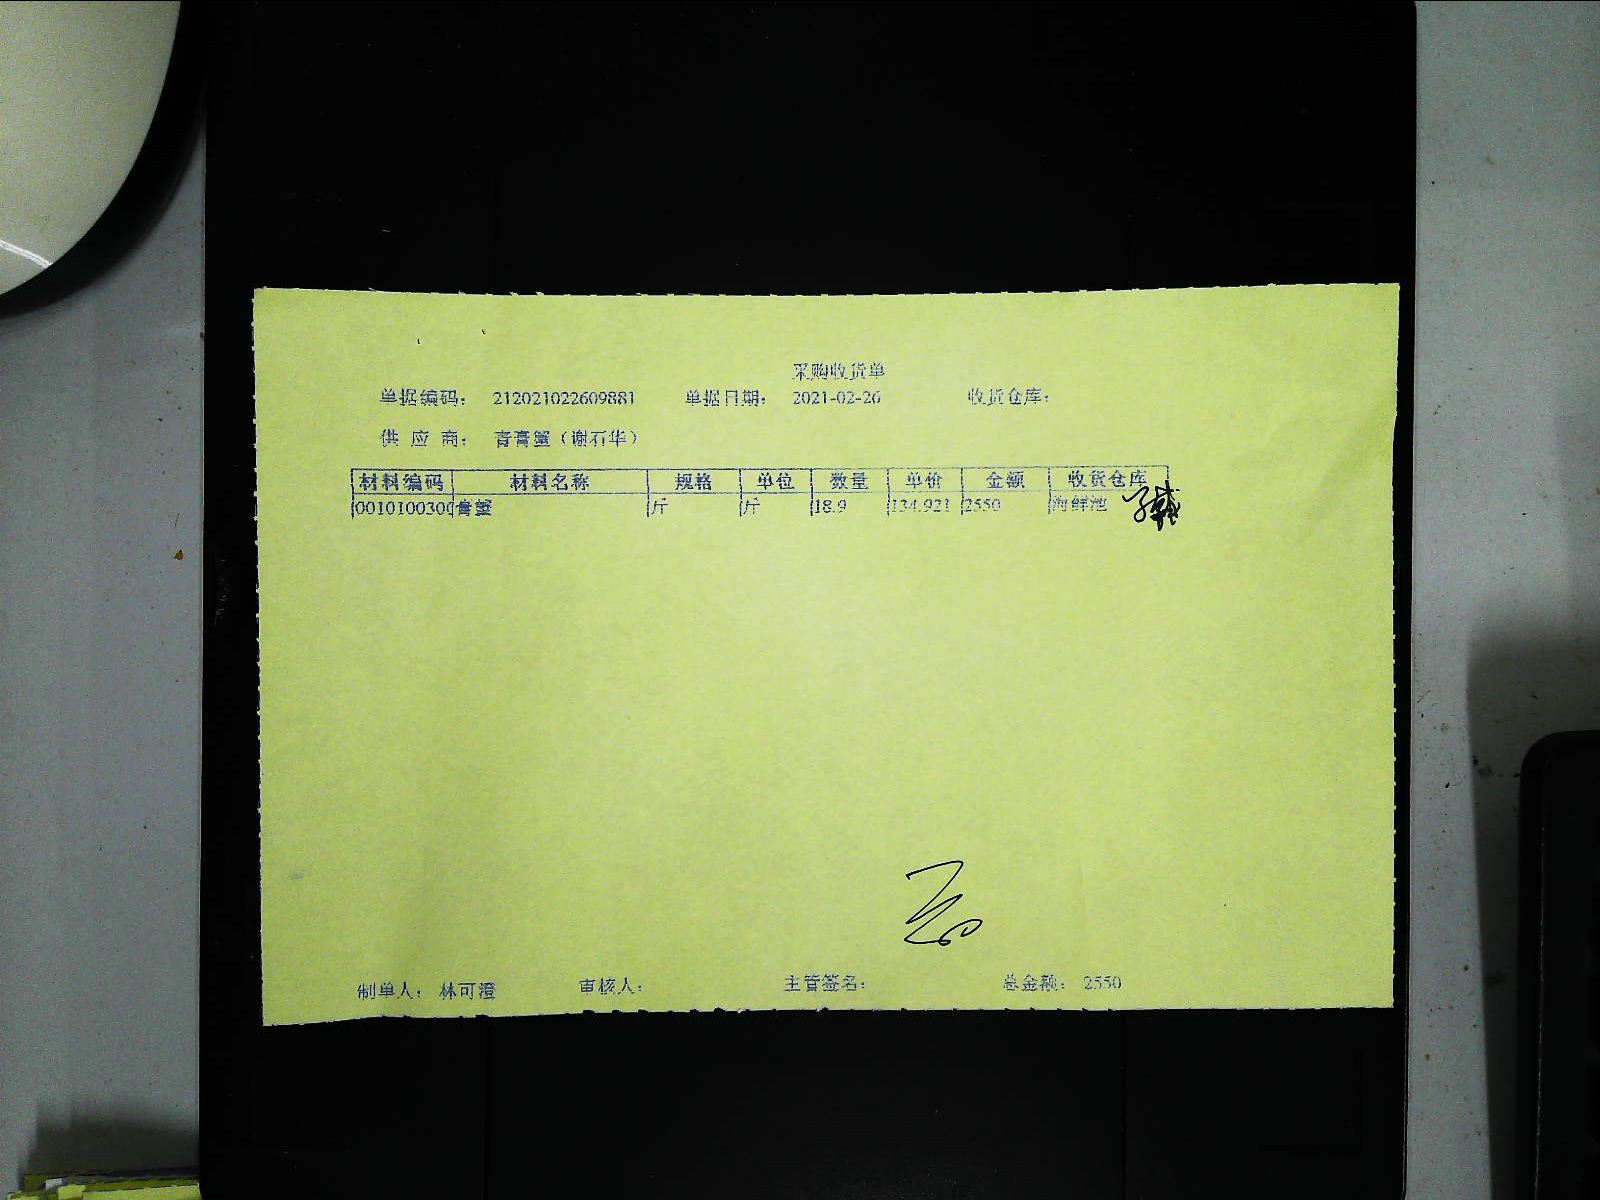 采购收货单
单据编码: 212021022609881 单据日期: 2021-02-26 收货仓库:
供 应 商: 青膏蟹（谢石华）
材料编码 材料名称 规格 单位 数量 单价 金额 收货仓库
0010100300 膏蟹 斤 斤 18.9 134.921 2550 海鲜池
制单人: 林可澄 审核人: 主管签名: 总金额: 2550